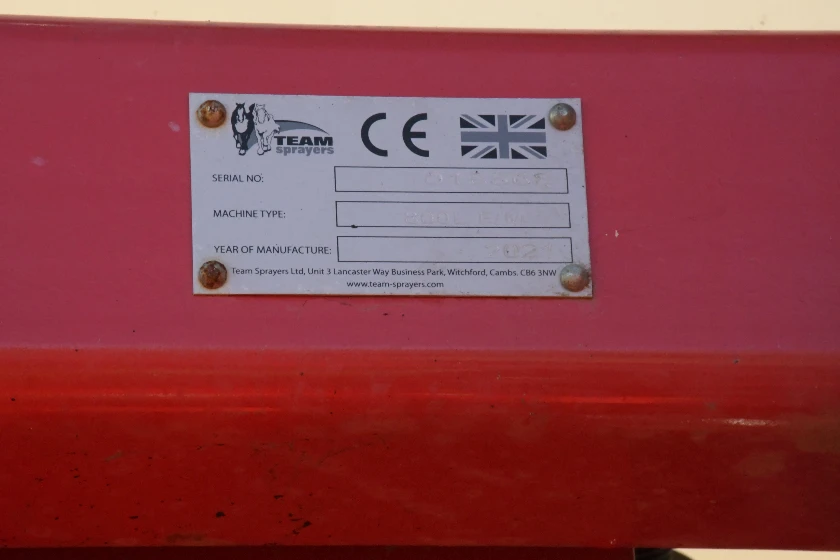 TEAM
sprayers
CE
SERIAL NO:
MACHINE TYPE:
YEAR OF MANUFACTURE:
Team Sprayers Ltd, Unit 3 Lancaster Way Business Park, Witchford, Cambs. CB6 3NW
www.team-sprayers.com